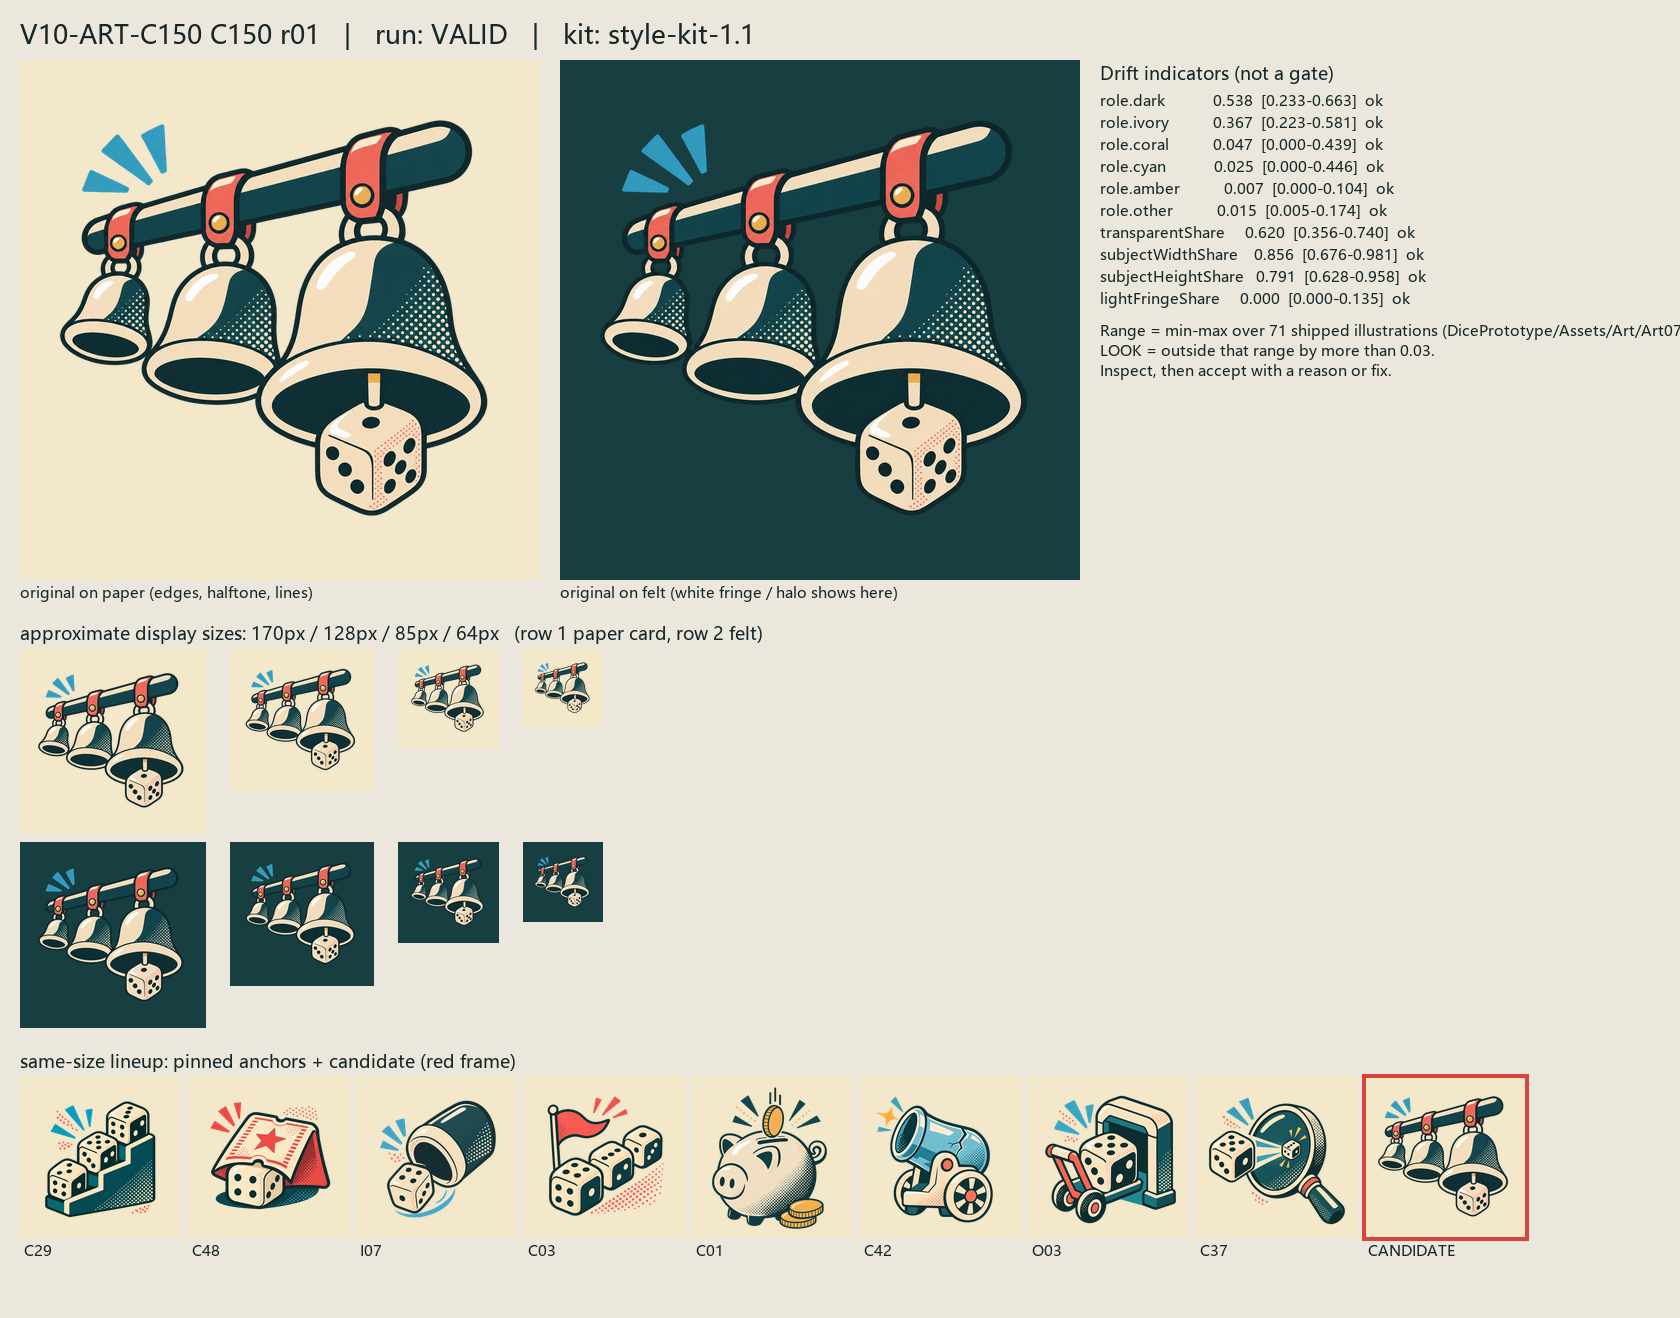 V10-ART-C150 C150 r01 | run: VALID | kit: style-kit-1.1
Drift indicators (not a gate)
role.dark 0.538 [0.233-0.663] ok
role.ivory 0.367 [0.223-0.581] ok
role.coral 0.047 [0.000-0.439] ok
role.cyan 0.025 [0.000-0.446] ok
role.amber 0.007 [0.000-0.104] ok
role.other 0.015 [0.005-0.174] ok
transparentShare 0.620 [0.356-0.740] ok
subjectWidthShare 0.856 [0.676-0.981] ok
subjectHeightShare 0.791 [0.628-0.958] ok
lightFringeShare 0.000 [0.000-0.135] ok
Range = min-max over 71 shipped illustrations (DicePrototype/Assets/Art/Art07
LOOK = outside that range by more than 0.03.
Inspect, then accept with a reason or fix.
original on paper (edges, halftone, lines)
original on felt (white fringe / halo shows here)
approximate display sizes: 170px / 128px / 85px / 64px (row 1 paper card, row 2 felt)
same-size lineup: pinned anchors + candidate (red frame)
C29
C48
I07
C03
C01
C42
O03
C37
CANDIDATE